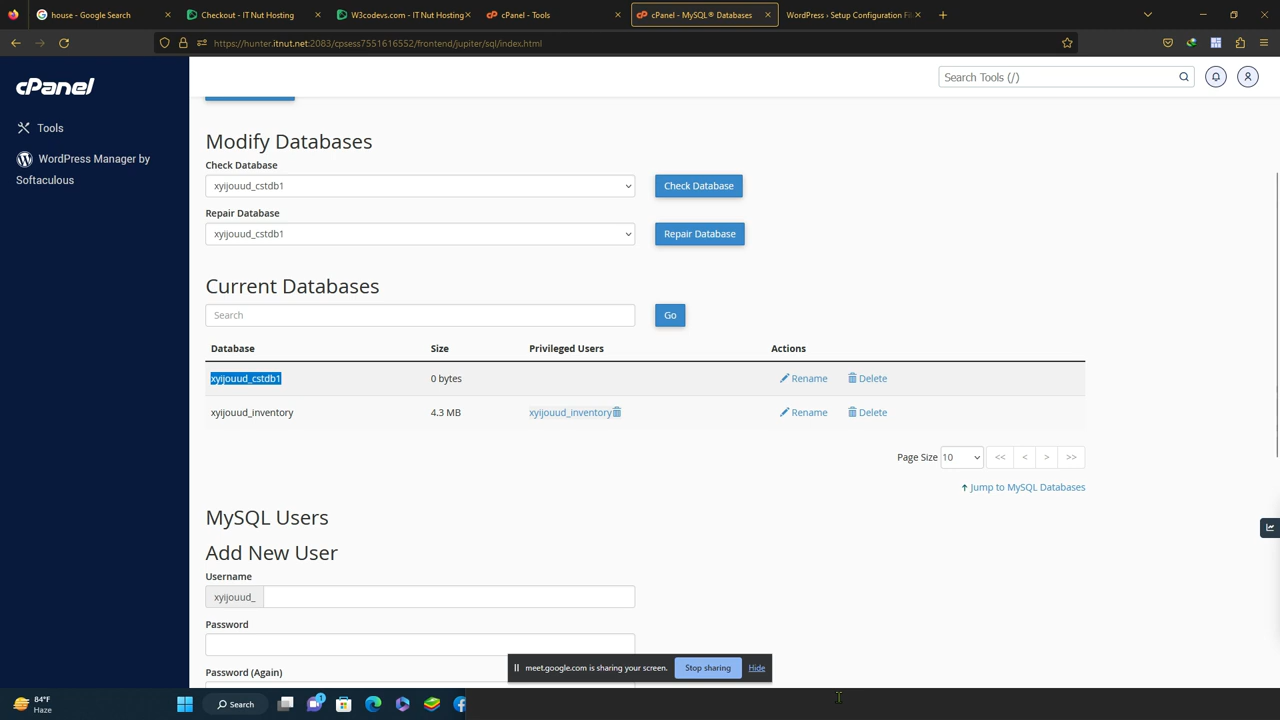 house - Google Search
Checkout - IT Nut Hosting
W3codevs.com - IT Nut Hosting
cPanel - Tools
cPanel - MySQL® Databases
WordPress › Setup Configuration Fil
https://hunter.itnut.net:2083/cpsess7551616552/frontend/jupiter/sql/index.html
cPanel
Search Tools (/)
Tools
WordPress Manager by
Softaculous
Modify Databases
Check Database
xyijouud_cstdb1
Check Database
Repair Database
xyijouud_cstdb1
Repair Database
Current Databases
Search
Go
Database Size Privileged Users Actions
xyijouud_cstdb1 0 bytes Rename Delete
xyijouud_inventory 4.3 MB xyijouud_inventory Rename Delete
Page Size 10 << < > >>
Jump to MySQL Databases
MySQL Users
Add New User
Username
xyijouud_
Password
Password (Again)
meet.google.com is sharing your screen. Stop sharing Hide
84°F
Haze
Search
1